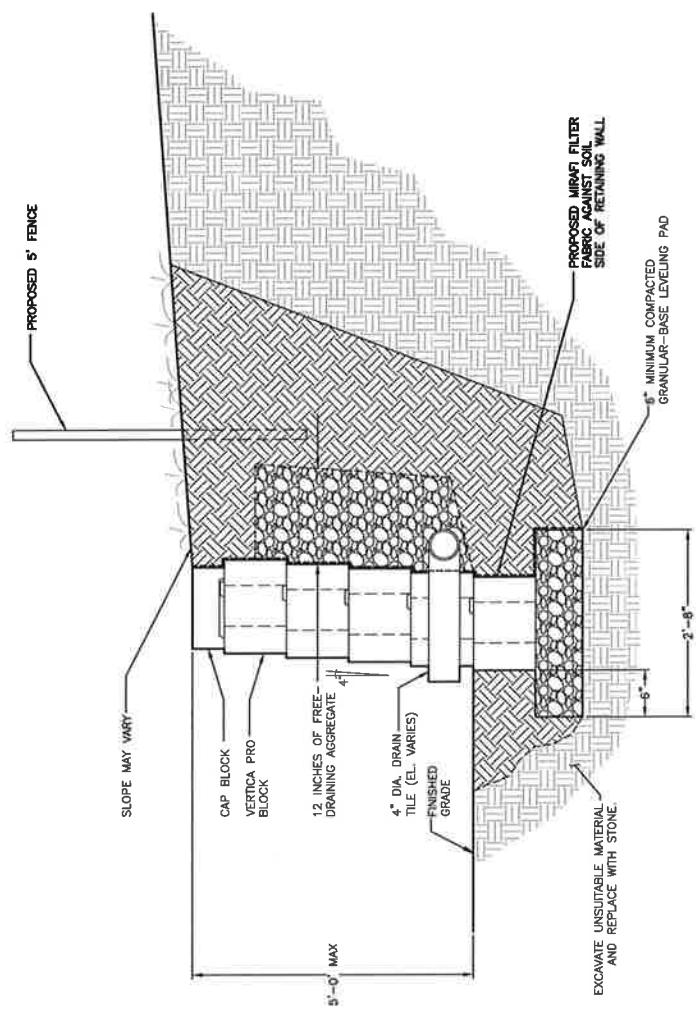 PROPOSED 5' FENCE
SLOPE MAY VARY
CAP BLOCK
VERTICA PRO
BLOCK
12 INCHES OF FREE-
DRAINING AGGREGATE
4°
4" DIA. DRAIN
TILE (EL. VARIES)
FINISHED
GRADE
5'-0" MAX
EXCAVATE UNSUITABLE MATERIAL
AND REPLACE WITH STONE.
6"
2'-8"
6" MINIMUM COMPACTED
GRANULAR-BASE LEVELING PAD
PROPOSED MIRAFI FILTER
FABRIC AGAINST SOIL
SIDE OF RETAINING WALL